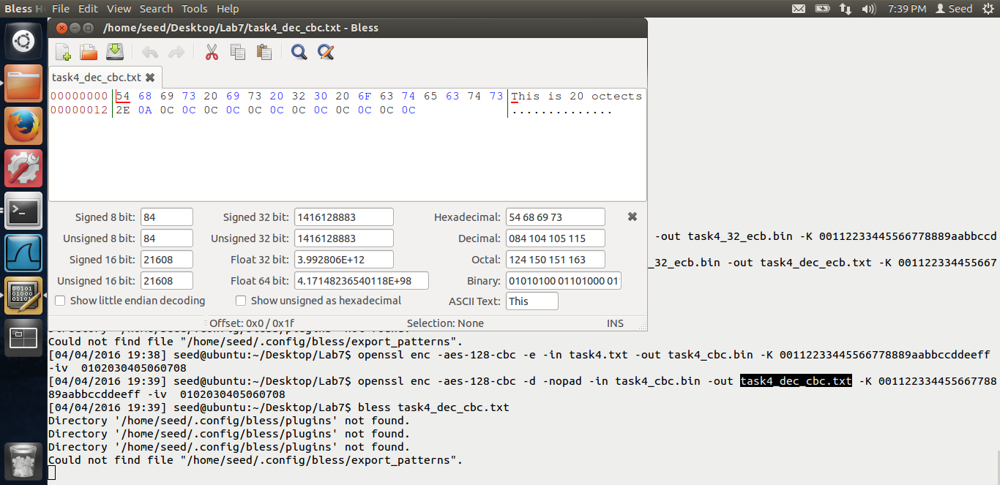 Bless H File Edit View Search Tools Help 7:39 PM Seed
/home/seed/Desktop/Lab7/task4_dec_cbc.txt - Bless
task4_dec_cbc.txt
00000000 54 68 69 73 20 69 73 20 32 30 20 6F 63 74 65 63 74 73 This is 20 octects
00000012 2E 0A 0C 0C 0C 0C 0C 0C 0C 0C 0C 0C 0C 0C ..............
Signed 8 bit: 84 Signed 32 bit: 1416128883 Hexadecimal: 54 68 69 73
Unsigned 8 bit: 84 Unsigned 32 bit: 1416128883 Decimal: 084 104 105 115
Signed 16 bit: 21608 Float 32 bit: 3.992806E+12 Octal: 124 150 151 163
Unsigned 16 bit: 21608 Float 64 bit: 4.17148236540118E+98 Binary: 01010100 01101000 01
Show little endian decoding Show unsigned as hexadecimal ASCII Text: This
Offset: 0x0 / 0x1f Selection: None INS
-out task4_32_ecb.bin -K 00112233445566778889aabbccd
_32_ecb.bin -out task4_dec_ecb.txt -K 001122334455667
Could not find file "/home/seed/.config/bless/export_patterns".
[04/04/2016 19:38] seed@ubuntu:~/Desktop/Lab7$ openssl enc -aes-128-cbc -e -in task4.txt -out task4_cbc.bin -K 00112233445566778889aabbccddeeff
-iv 0102030405060708
[04/04/2016 19:39] seed@ubuntu:~/Desktop/Lab7$ openssl enc -aes-128-cbc -d -nopad -in task4_cbc.bin -out task4_dec_cbc.txt -K 001122334455667788
89aabbccddeeff -iv 0102030405060708
[04/04/2016 19:39] seed@ubuntu:~/Desktop/Lab7$ bless task4_dec_cbc.txt
Directory '/home/seed/.config/bless/plugins' not found.
Directory '/home/seed/.config/bless/plugins' not found.
Directory '/home/seed/.config/bless/plugins' not found.
Could not find file "/home/seed/.config/bless/export_patterns".